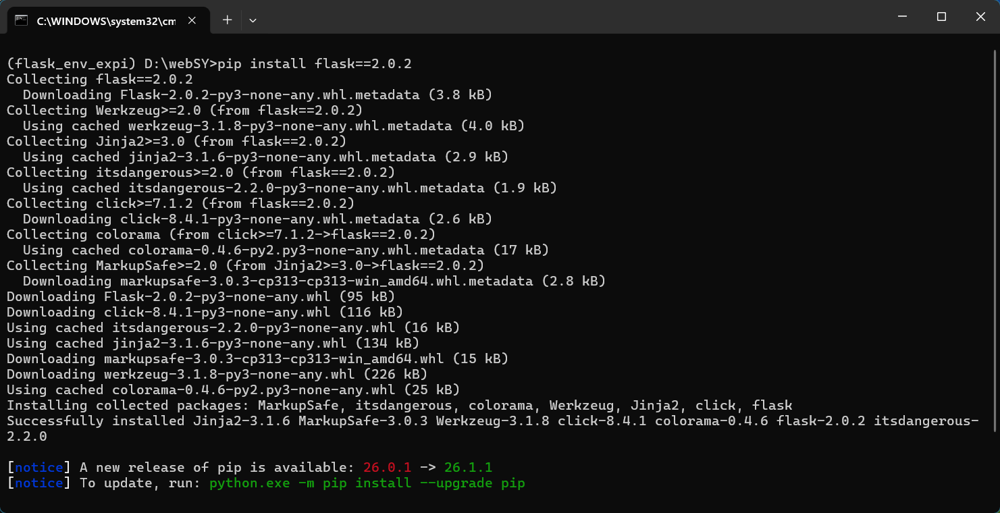 C:\WINDOWS\system32\cm
(flask_env_expi) D:\webSY>pip install flask==2.0.2
Collecting flask==2.0.2
  Downloading Flask-2.0.2-py3-none-any.whl.metadata (3.8 kB)
Collecting Werkzeug>=2.0 (from flask==2.0.2)
  Using cached werkzeug-3.1.8-py3-none-any.whl.metadata (4.0 kB)
Collecting Jinja2>=3.0 (from flask==2.0.2)
  Using cached jinja2-3.1.6-py3-none-any.whl.metadata (2.9 kB)
Collecting itsdangerous>=2.0 (from flask==2.0.2)
  Using cached itsdangerous-2.2.0-py3-none-any.whl.metadata (1.9 kB)
Collecting click>=7.1.2 (from flask==2.0.2)
  Downloading click-8.4.1-py3-none-any.whl.metadata (2.6 kB)
Collecting colorama (from click>=7.1.2->flask==2.0.2)
  Using cached colorama-0.4.6-py2.py3-none-any.whl.metadata (17 kB)
Collecting MarkupSafe>=2.0 (from Jinja2>=3.0->flask==2.0.2)
  Downloading markupsafe-3.0.3-cp313-cp313-win_amd64.whl.metadata (2.8 kB)
Downloading Flask-2.0.2-py3-none-any.whl (95 kB)
Downloading click-8.4.1-py3-none-any.whl (116 kB)
Using cached itsdangerous-2.2.0-py3-none-any.whl (16 kB)
Using cached jinja2-3.1.6-py3-none-any.whl (134 kB)
Downloading markupsafe-3.0.3-cp313-cp313-win_amd64.whl (15 kB)
Downloading werkzeug-3.1.8-py3-none-any.whl (226 kB)
Using cached colorama-0.4.6-py2.py3-none-any.whl (25 kB)
Installing collected packages: MarkupSafe, itsdangerous, colorama, Werkzeug, Jinja2, click, flask
Successfully installed Jinja2-3.1.6 MarkupSafe-3.0.3 Werkzeug-3.1.8 click-8.4.1 colorama-0.4.6 flask-2.0.2 itsdangerous-
2.2.0
[notice] A new release of pip is available: 26.0.1 -> 26.1.1
[notice] To update, run: python.exe -m pip install --upgrade pip